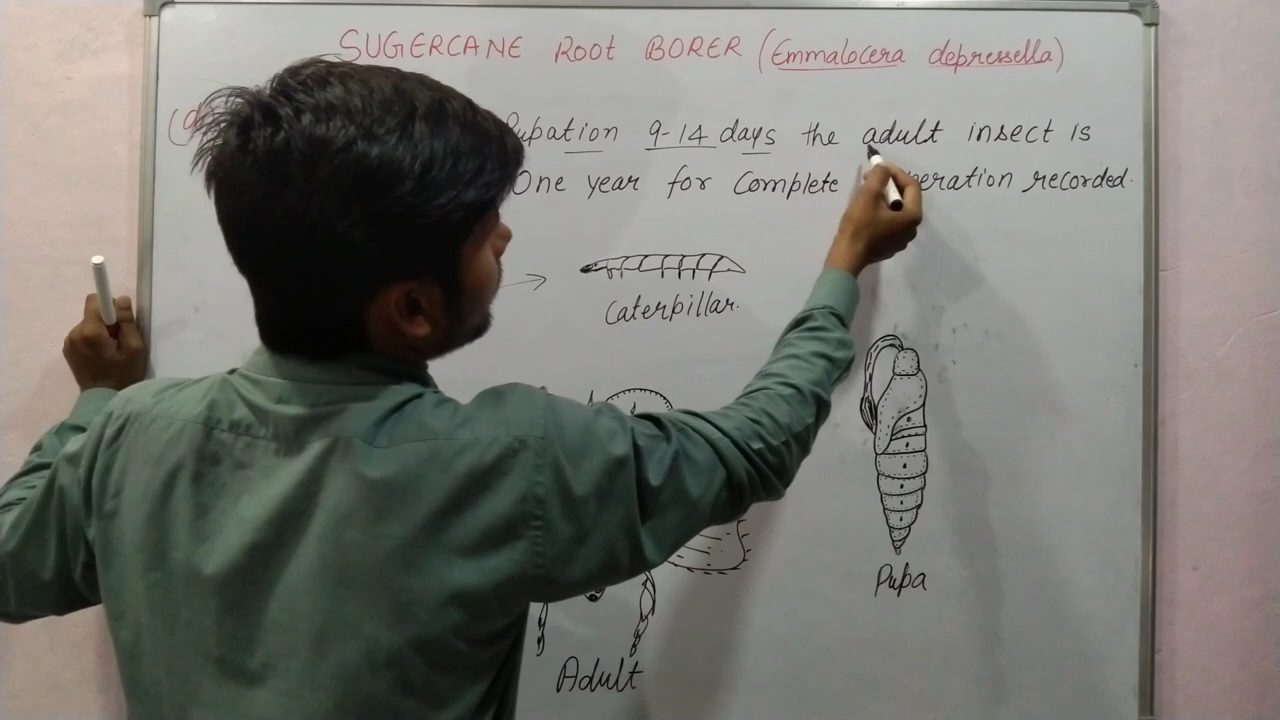 SUGERCANE ROOT BORER (Emmalocera depressella)
(d) Pupation 9-14 days the adult insect is
One year for Complete recorded.
Caterpillar.
Pupa
Adult